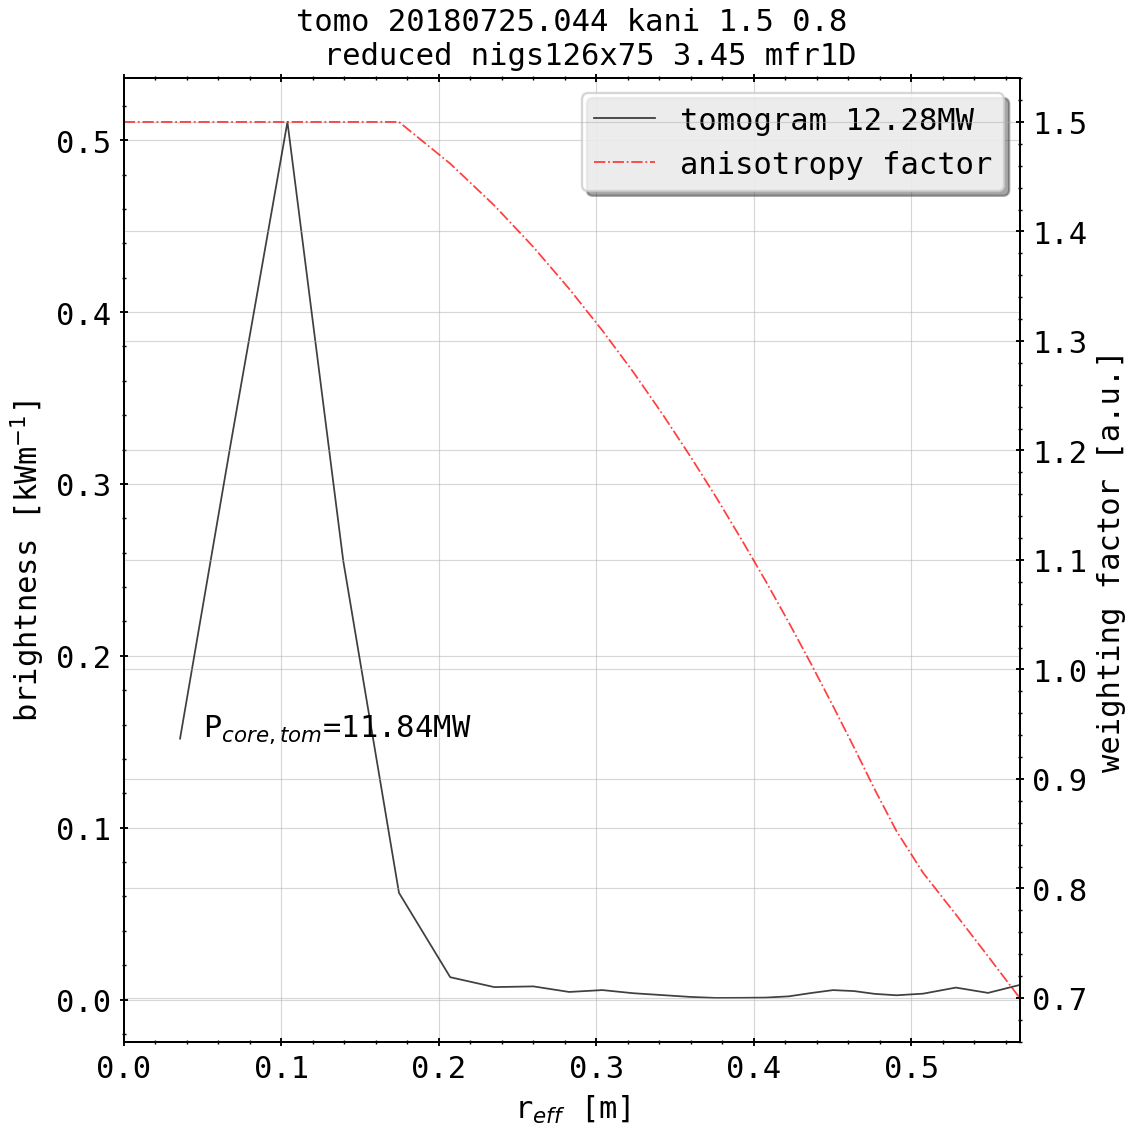 tomo 20180725.044 kani 1.5 0.8
reduced nigs126x75 3.45 mfr1D
tomogram 12.28MW
anisotropy factor
brightness [kWm⁻¹]
0.5
0.4
0.3
0.2
0.1
0.0
P_core,tom=11.84MW
1.5
1.4
1.3
1.2
1.1
1.0
0.9
0.8
0.7
weighting factor [a.u.]
0.0 0.1 0.2 0.3 0.4 0.5
r_eff [m]